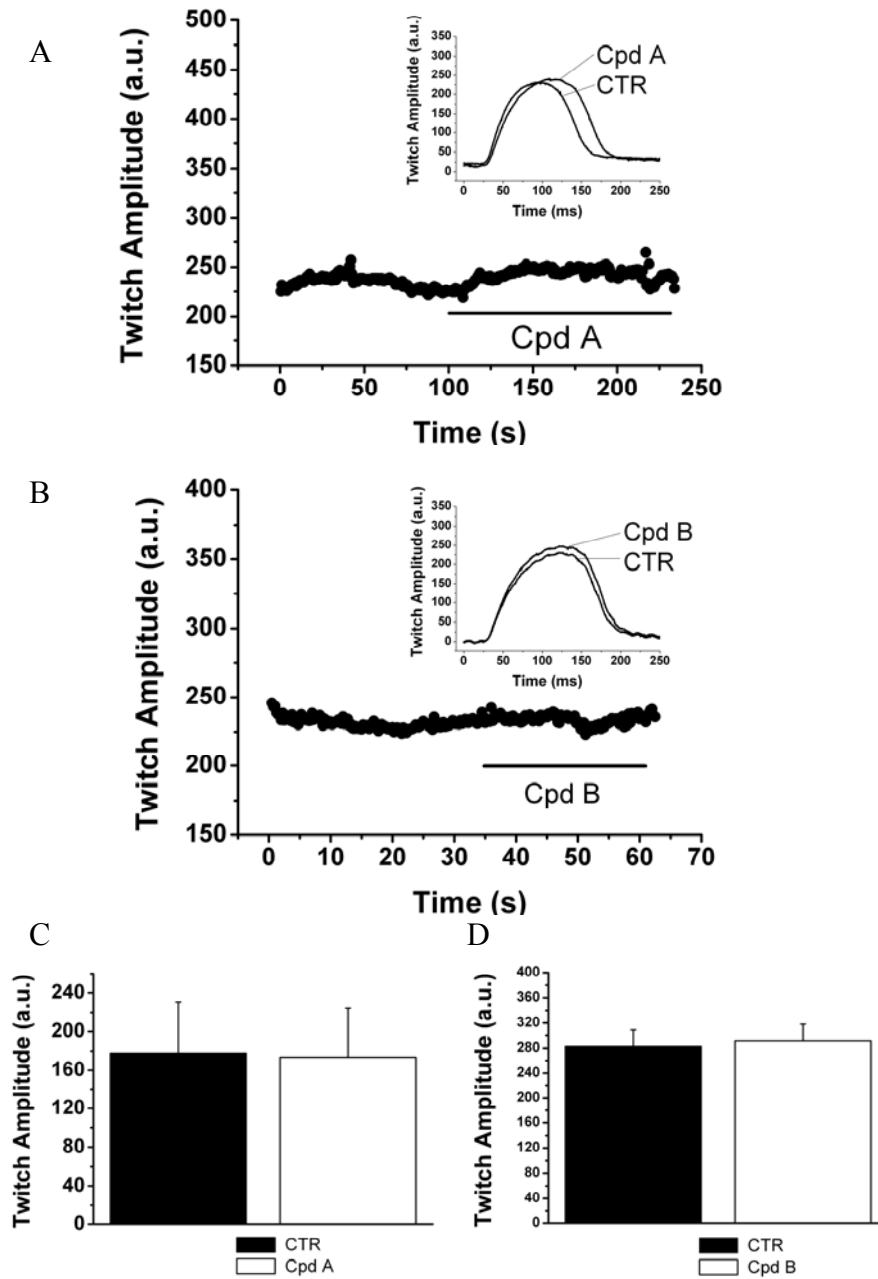 A
Twitch Amplitude (a.u.)
500
450
400
350
300
250
200
150
0 50 100 150 200 250
Time (s)
Cpd A
Twitch Amplitude (a.u.)
350
300
250
200
150
100
50
0
0 50 100 150 200 250
Time (ms)
Cpd A
CTR
B
Twitch Amplitude (a.u.)
400
350
300
250
200
150
0 10 20 30 40 50 60 70
Time (s)
Cpd B
Twitch Amplitude (a.u.)
350
300
250
200
150
100
50
0
0 50 100 150 200 250
Time (ms)
Cpd B
CTR
C
Twitch Amplitude (a.u.)
240
200
160
120
80
40
0
CTR
Cpd A
D
Twitch Amplitude (a.u.)
400
360
320
280
240
200
160
120
80
40
0
CTR
Cpd B